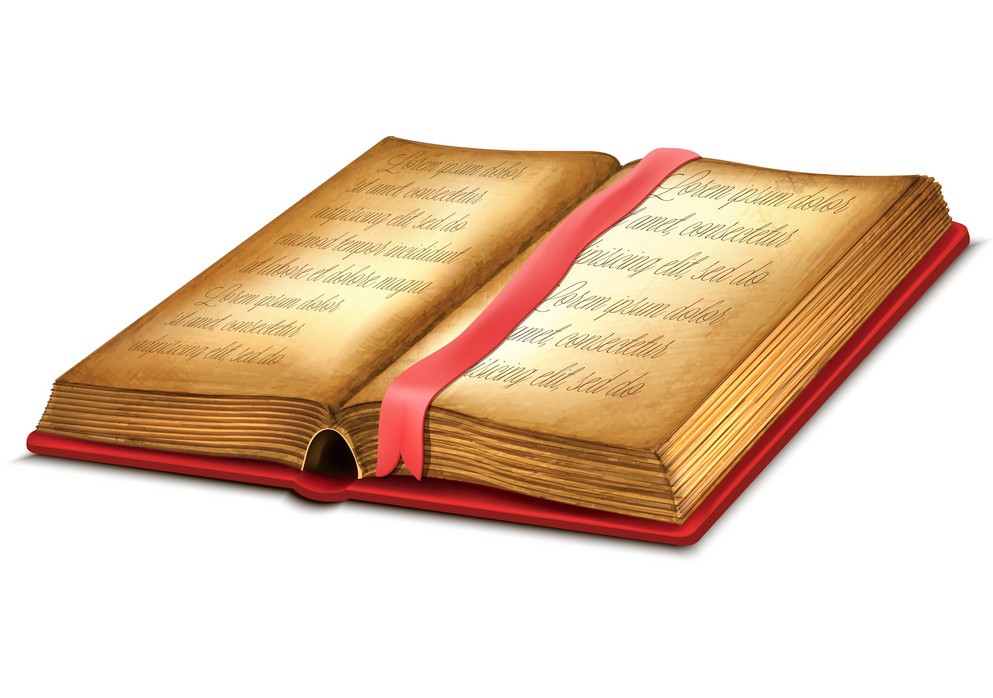 Lorem ipsum dolor
sit amet, consectetur
adipisicing elit, sed do
eiusmod tempor incididunt
ut labore et dolore magna
Lorem ipsum dolor
sit amet, consectetur
adipisicing elit, sed do
Lorem ipsum dolor
amet, consectetur
elit, sed do
Lorem ipsum dolor
amet, consectetur
elit, sed do